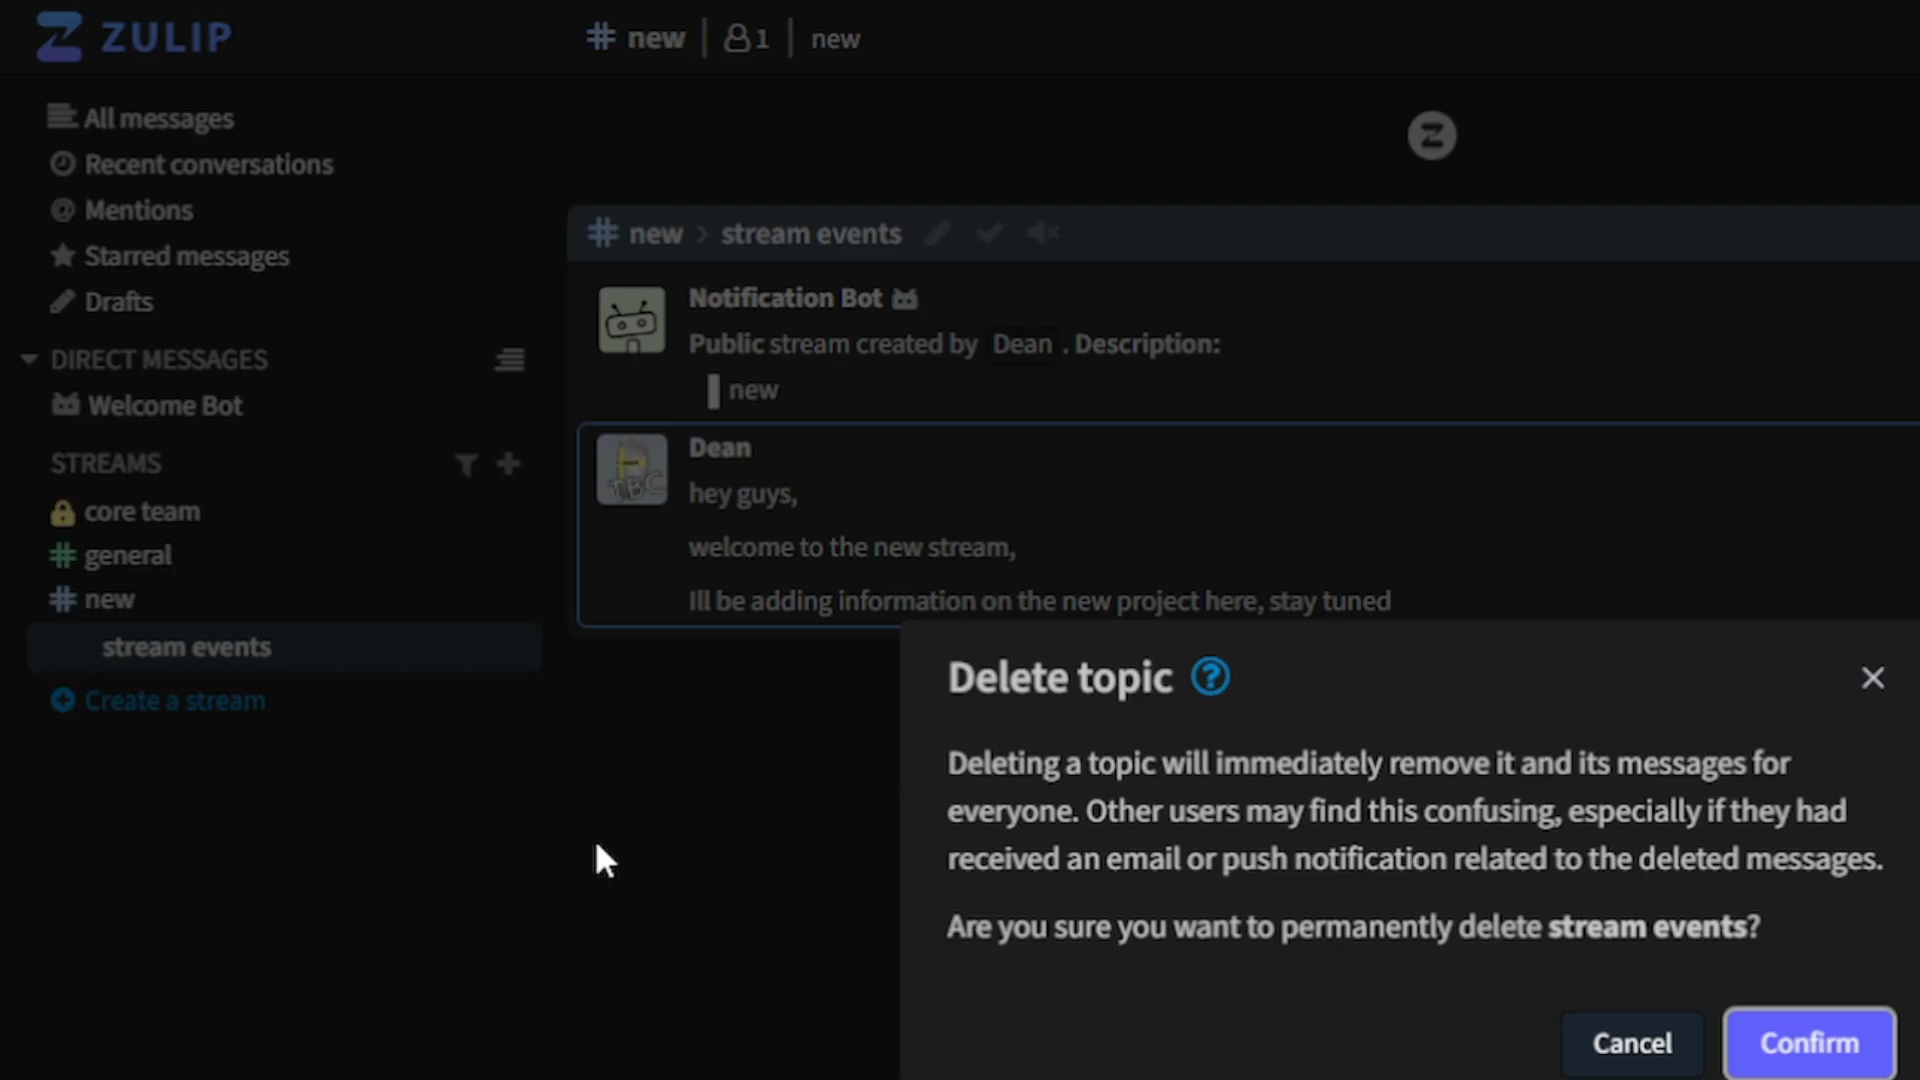 ZULIP
new
1
new
All messages
Recent conversations
Mentions
Starred messages
Drafts
DIRECT MESSAGES
Welcome Bot
STREAMS
core team
general
new
stream events
Create a stream
new > stream events
Notification Bot
Public stream created by Dean . Description:
new
Dean
hey guys,
welcome to the new stream,
Ill be adding information on the new project here, stay tuned
Delete topic
Deleting a topic will immediately remove it and its messages for
everyone. Other users may find this confusing, especially if they had
received an email or push notification related to the deleted messages.
Are you sure you want to permanently delete stream events?
Cancel
Confirm